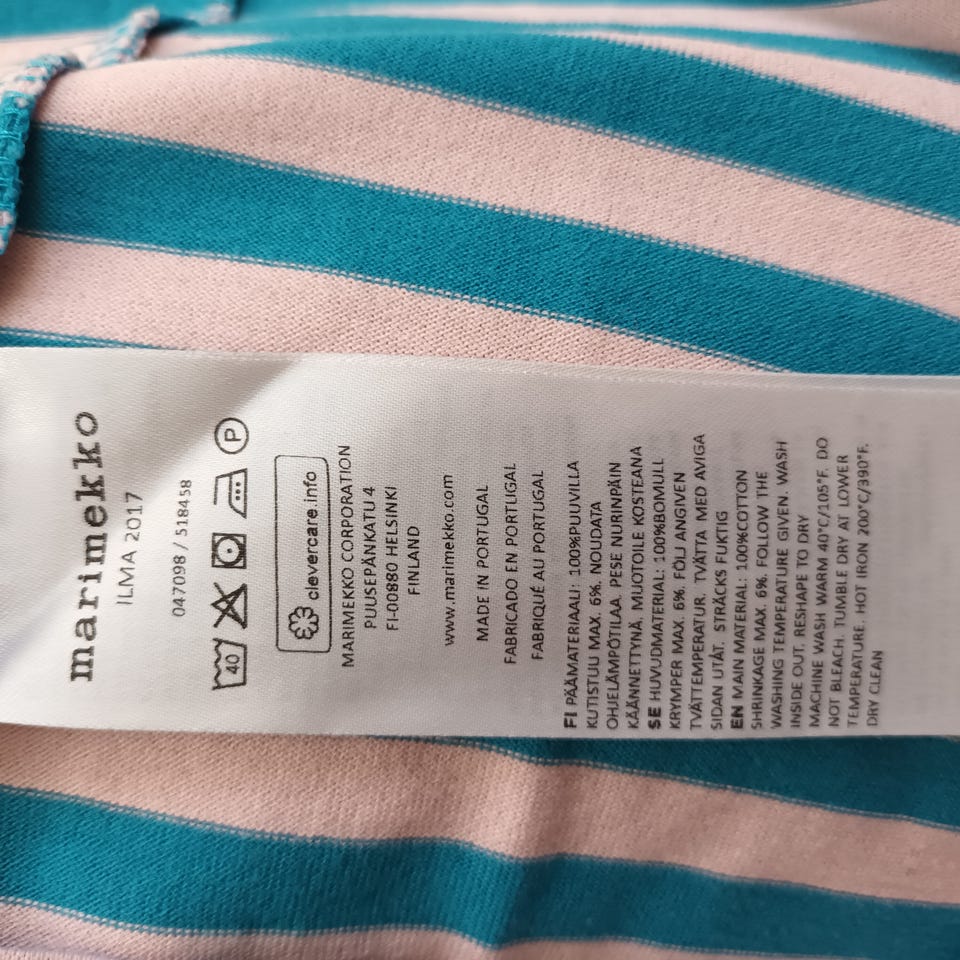 marimekko
ILMA 2017
047098 / 518458
40 P
clevercare.info
MARIMEKKO CORPORATION
PUUSEPÄNKATU 4
FI-00880 HELSINKI
FINLAND
www.marimekko.com
MADE IN PORTUGAL
FABRICADO EN PORTUGAL
FABRIQUÉ AU PORTUGAL
FI PÄÄMATERIAALI: 100%PUUVILLA
KUTISTUU MAX. 6%. NOUDATA
OHJELÄMPÖTILAA. PESE NURINPÄIN
KÄÄNNETTYNÄ. MUOTOILE KOSTEANA
SE HUVUDMATERIAL: 100%BOMULL
KRYMPER MAX. 6%. FÖLJ ANGIVEN
TVÄTTEMPERATUR. TVÄTTA MED AVIGA
SIDAN UTÅT. STRÄCKS FUKTIG
EN MAIN MATERIAL: 100%COTTON
SHRINKAGE MAX. 6%. FOLLOW THE
WASHING TEMPERATURE GIVEN. WASH
INSIDE OUT. RESHAPE TO DRY
MACHINE WASH WARM 40°C/105°F. DO
NOT BLEACH. TUMBLE DRY AT LOWER
TEMPERATURE. HOT IRON 200°C/390°F.
DRY CLEAN